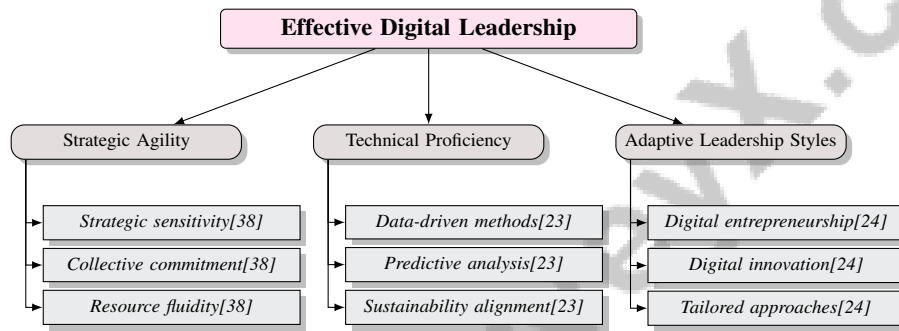 Effective Digital Leadership
Strategic Agility
Technical Proficiency
Adaptive Leadership Styles
Strategic sensitivity[38]
Data-driven methods[23]
Digital entrepreneurship[24]
Collective commitment[38]
Predictive analysis[23]
Digital innovation[24]
Resource fluidity[38]
Sustainability alignment[23]
Tailored approaches[24]